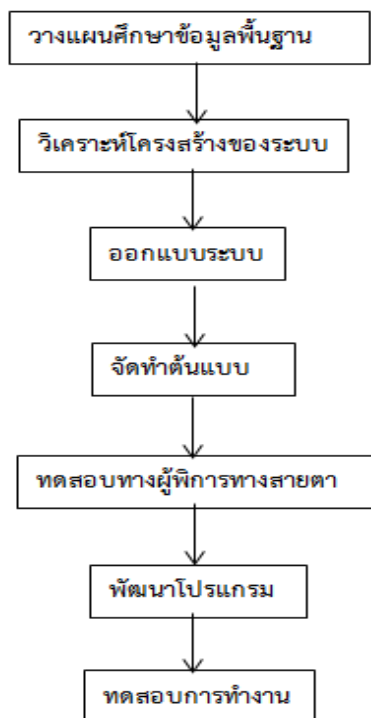 วางแผนศึกษาข้อมูลพื้นฐาน
วิเคราะห์โครงสร้างของระบบ
ออกแบบระบบ
จัดทำต้นแบบ
ทดสอบทางผู้พิการทางสายตา
พัฒนาโปรแกรม
ทดสอบการทำงาน